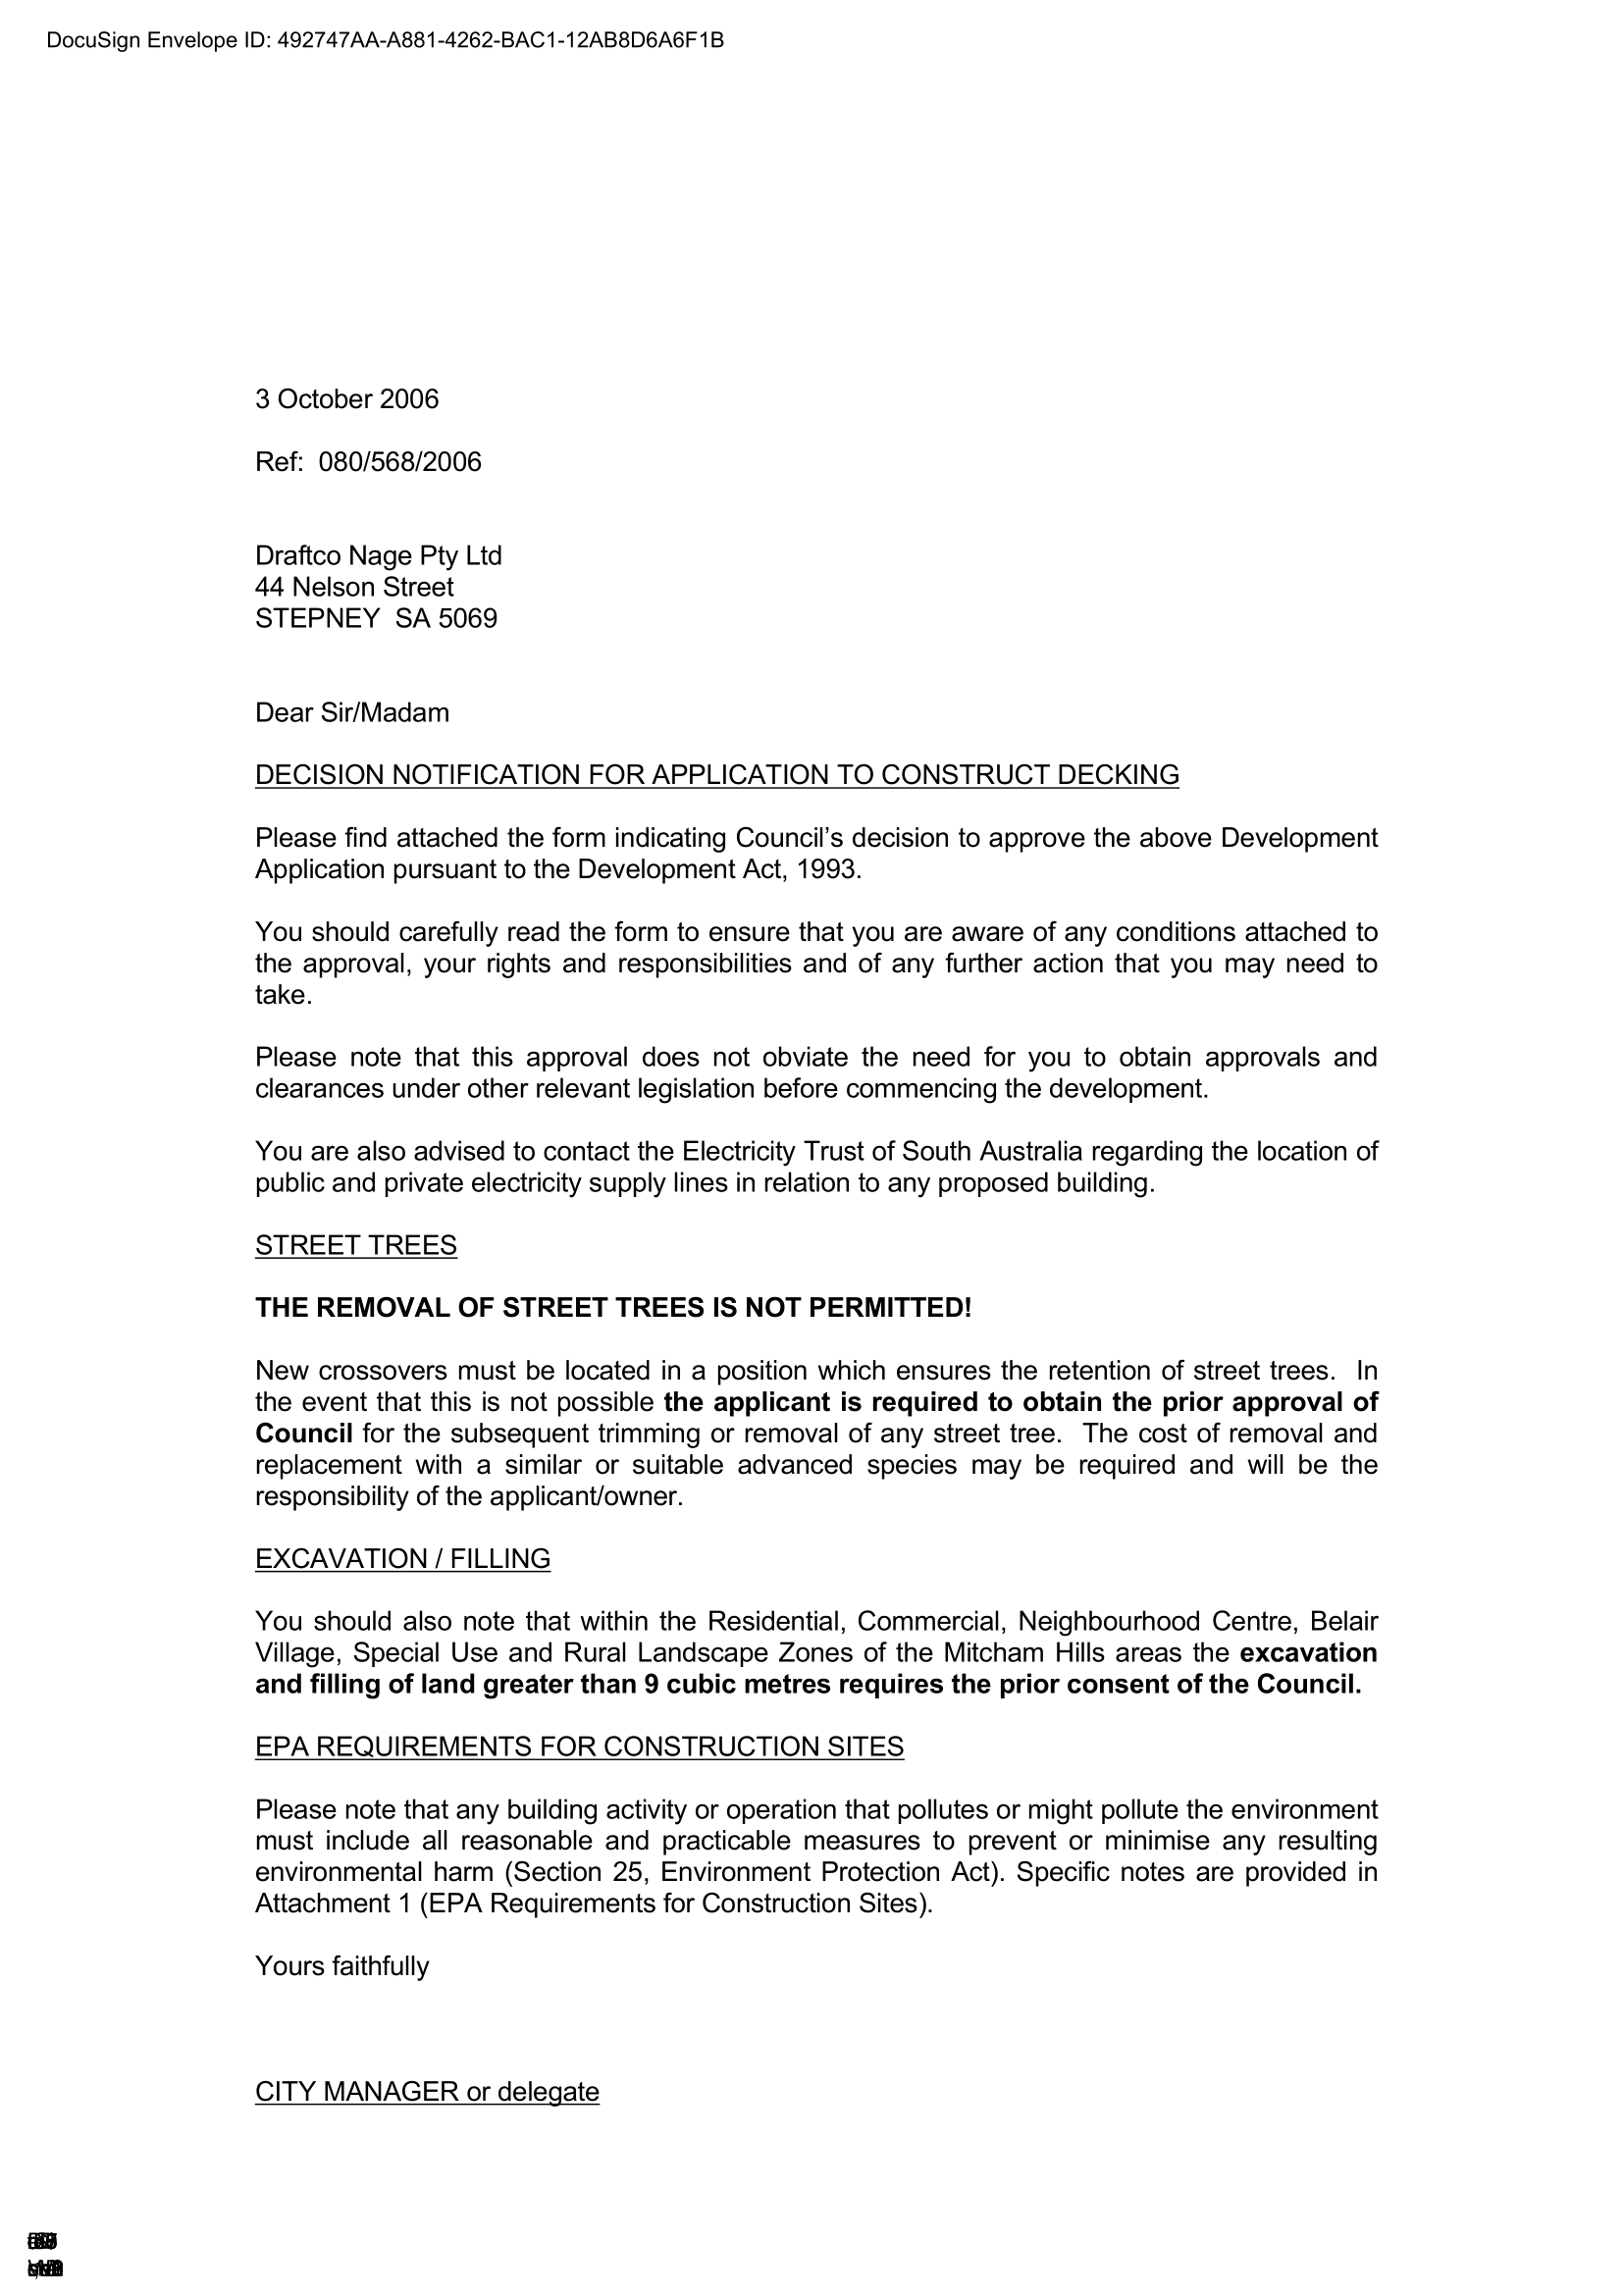 DocuSign Envelope ID: 492747AA-A881-4262-BAC1-12AB8D6A6F1B
3 October 2006
Ref:  080/568/2006
Draftco Nage Pty Ltd
44 Nelson Street
STEPNEY  SA 5069
Dear Sir/Madam
DECISION NOTIFICATION FOR APPLICATION TO CONSTRUCT DECKING
Please find attached the form indicating Council’s decision to approve the above Development
Application pursuant to the Development Act, 1993.
You should carefully read the form to ensure that you are aware of any conditions attached to
the approval, your rights and responsibilities and of any further action that you may need to
take.
Please note that this approval does not obviate the need for you to obtain approvals and
clearances under other relevant legislation before commencing the development.
You are also advised to contact the Electricity Trust of South Australia regarding the location of
public and private electricity supply lines in relation to any proposed building.
STREET TREES
THE REMOVAL OF STREET TREES IS NOT PERMITTED!
New crossovers must be located in a position which ensures the retention of street trees.  In
the event that this is not possible the applicant is required to obtain the prior approval of
Council for the subsequent trimming or removal of any street tree.  The cost of removal and
replacement with a similar or suitable advanced species may be required and will be the
responsibility of the applicant/owner.
EXCAVATION / FILLING
You should also note that within the Residential, Commercial, Neighbourhood Centre, Belair
Village, Special Use and Rural Landscape Zones of the Mitcham Hills areas the excavation
and filling of land greater than 9 cubic metres requires the prior consent of the Council.
EPA REQUIREMENTS FOR CONSTRUCTION SITES
Please note that any building activity or operation that pollutes or might pollute the environment
must include all reasonable and practicable measures to prevent or minimise any resulting
environmental harm (Section 25, Environment Protection Act). Specific notes are provided in
Attachment 1 (EPA Requirements for Construction Sites).
Yours faithfully
CITY MANAGER or delegate